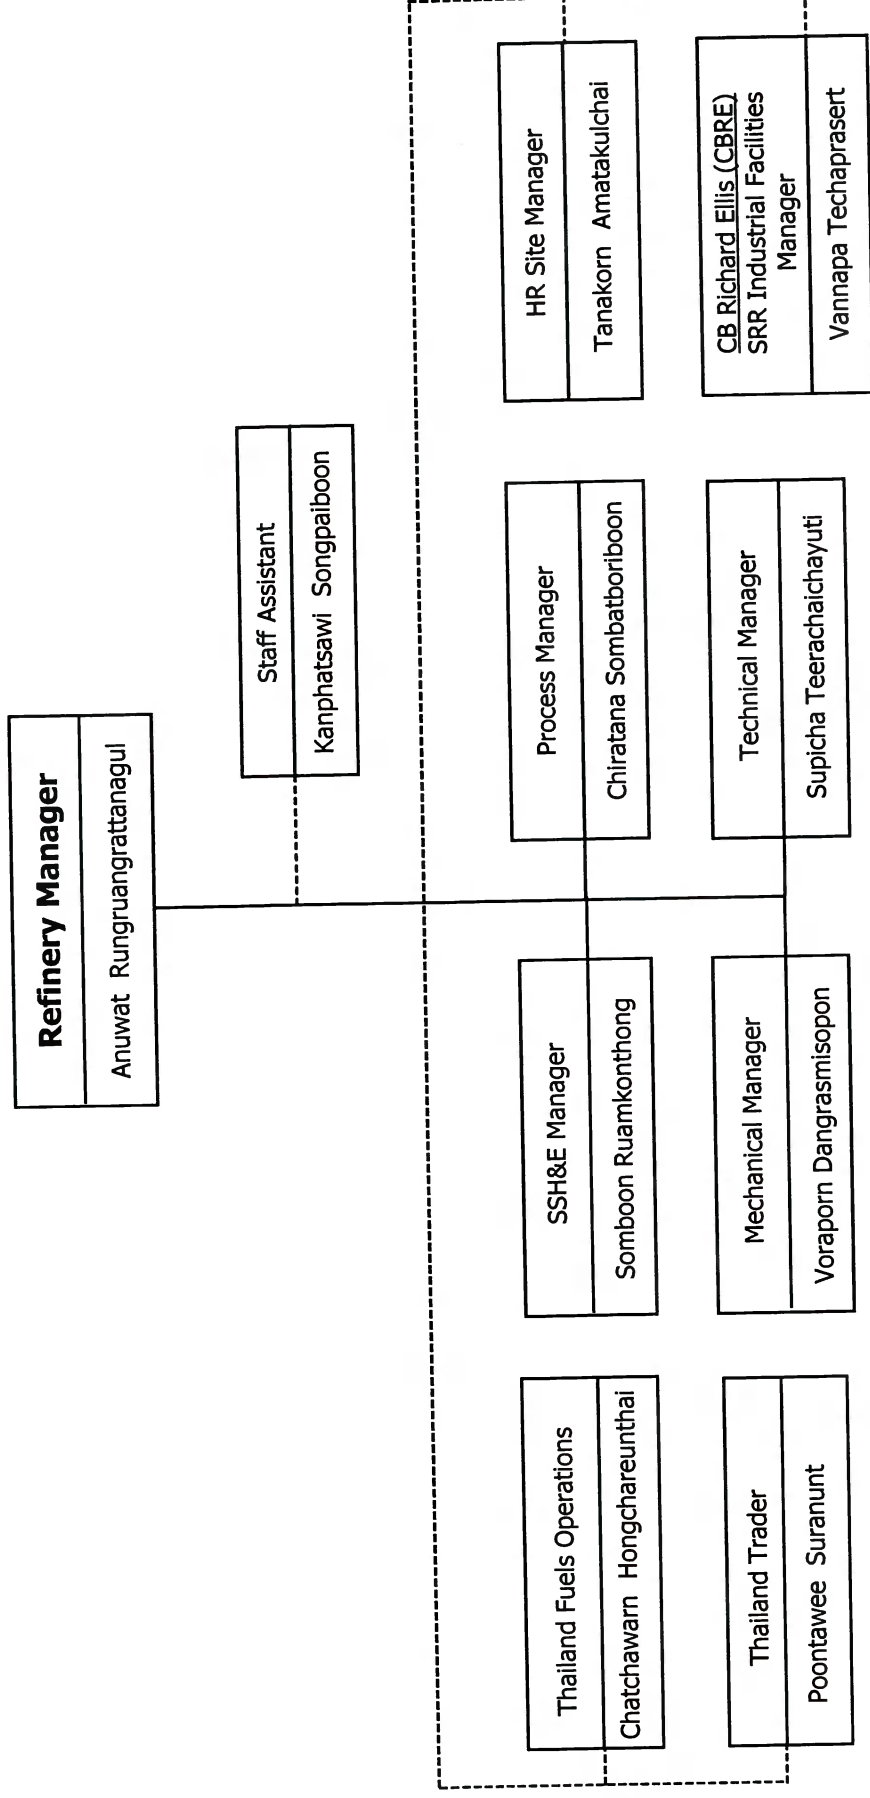 Refinery Manager
Anuwat Rungruangrattanagul
Staff Assistant
Kanphatsawi Songpaiboon
Thailand Fuels Operations
Chatchawarn Hongchareunthai
SSH&E Manager
Somboon Ruamkonthong
Process Manager
Chiratana Sombatboriboon
HR Site Manager
Tanakorn Amatakulchai
Thailand Trader
Poontawee Suranunt
Mechanical Manager
Voraporn Dangrasmisopon
Technical Manager
Supicha Teerachaichayuti
CB Richard Ellis (CBRE)
SRR Industrial Facilities
Manager
Vannapa Techaprasert